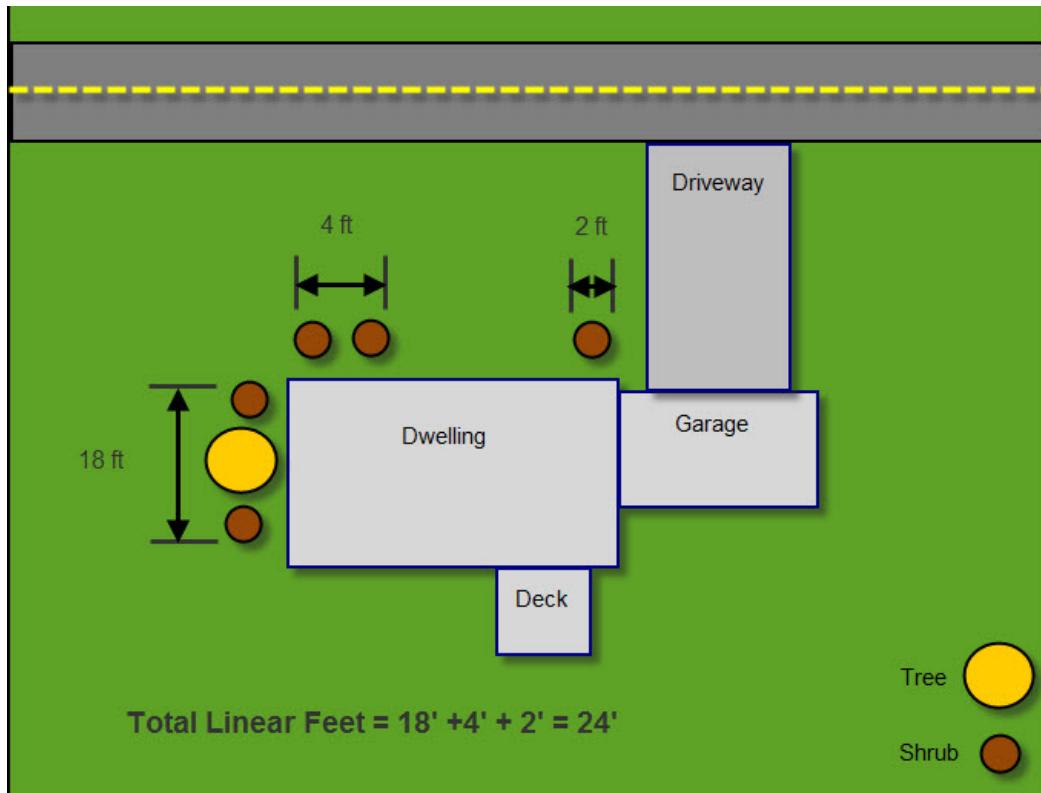 Driveway
4 ft
2 ft
Dwelling
Garage
18 ft
Deck
Tree
Total Linear Feet = 18' +4' + 2' = 24'
Shrub